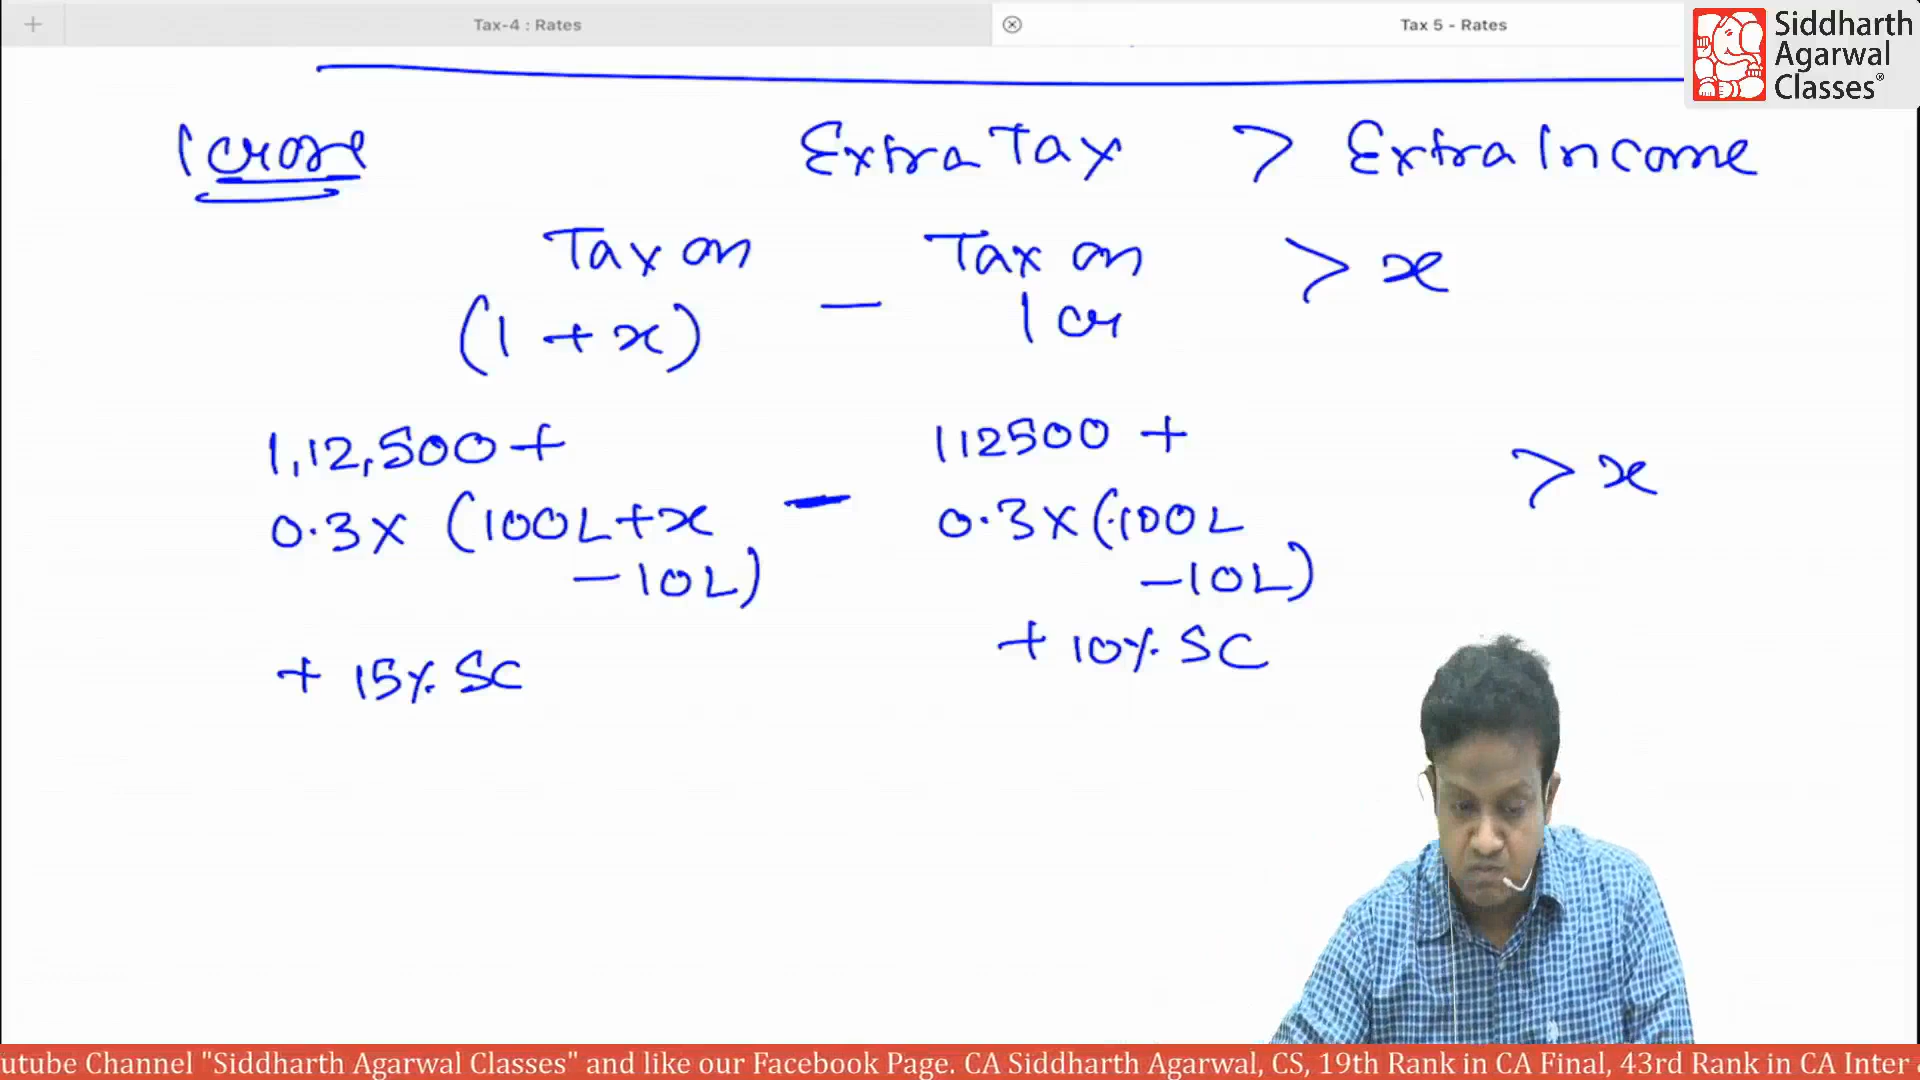 Tax-4 : Rates
Tax 5 - Rates
Siddharth
Agarwal
Classes®
1 crore Extra Tax > Extra Income
Tax on Tax on > x
(1 + x) - 1 cr
1,12,500 + 112500 +
0.3 x (100L + x - 0.3 x (100L > x
- 10L) - 10L)
+ 15% SC + 10% SC
utube Channel "Siddharth Agarwal Classes" and like our Facebook Page. CA Siddharth Agarwal, CS, 19th Rank in CA Final, 43rd Rank in CA Inter